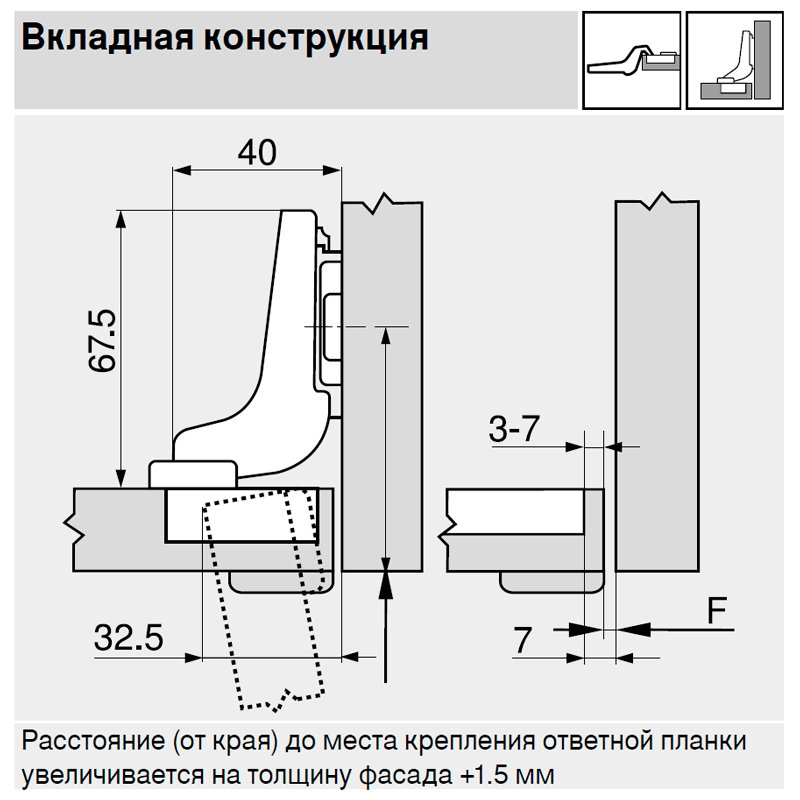 Вкладная конструкция
40
67.5
3-7
F
32.5
7
Расстояние (от края) до места крепления ответной планки
увеличивается на толщину фасада +1.5 мм